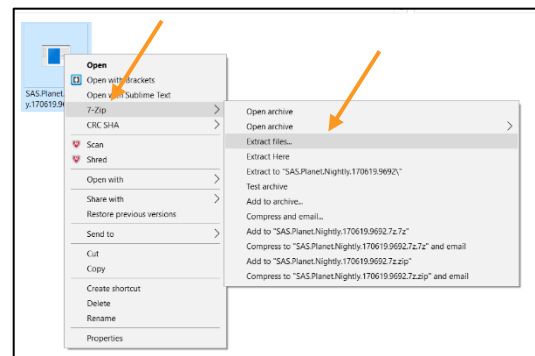 SAS.Planet.
y.170619.9
Open
Open with Brackets
Open with Sublime Text
7-Zip
CRC SHA
Scan
Shred
Open with
Share with
Restore previous versions
Send to
Cut
Copy
Create shortcut
Delete
Rename
Properties
Open archive
Open archive
Extract files...
Extract Here
Extract to "SAS.Planet.Nightly.170619.9692\"
Test archive
Add to archive...
Compress and email...
Add to "SAS.Planet.Nightly.170619.9692.7z.7z"
Compress to "SAS.Planet.Nightly.170619.9692.7z.7z" and email
Add to "SAS.Planet.Nightly.170619.9692.7z.zip"
Compress to "SAS.Planet.Nightly.170619.9692.7z.zip" and email